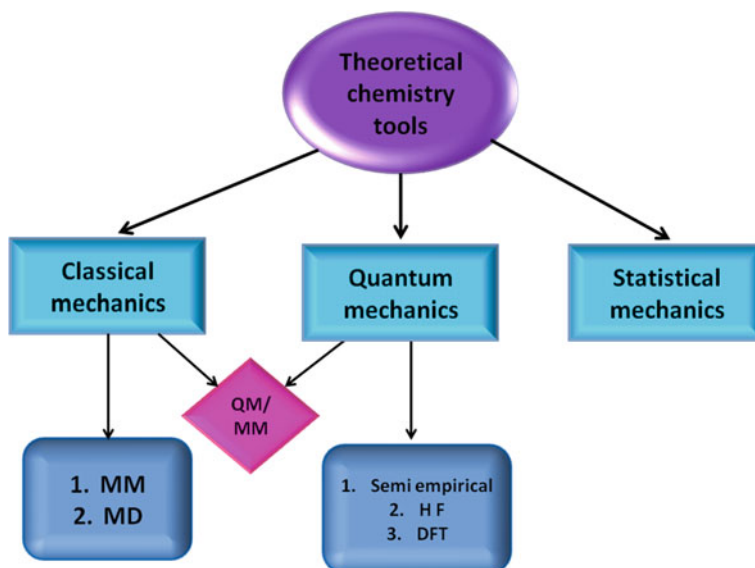 Theoretical
chemistry
tools
Classical
mechanics
Quantum
mechanics
Statistical
mechanics
QM/
MM
1. MM
2. MD
1. Semi empirical
2. H F
3. DFT